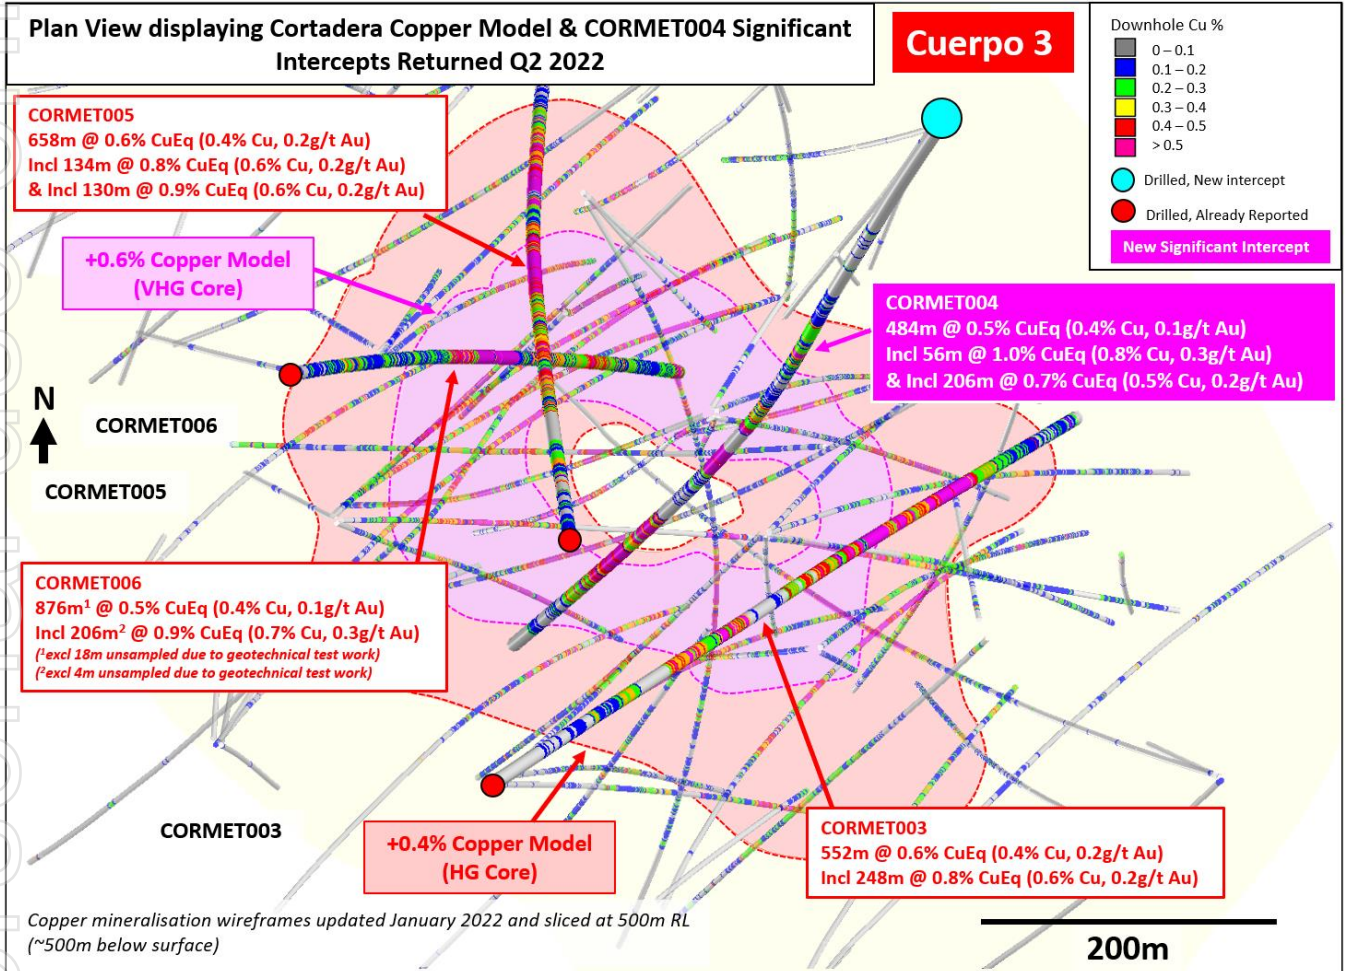 Plan View displaying Cortadera Copper Model & CORMET004 Significant
Intercepts Returned Q2 2022
Cuerpo 3
Downhole Cu %
0 – 0.1
0.1 – 0.2
0.2 – 0.3
0.3 – 0.4
0.4 – 0.5
> 0.5
Drilled, New intercept
Drilled, Already Reported
New Significant Intercept
CORMET005
658m @ 0.6% CuEq (0.4% Cu, 0.2g/t Au)
Incl 134m @ 0.8% CuEq (0.6% Cu, 0.2g/t Au)
& Incl 130m @ 0.9% CuEq (0.6% Cu, 0.2g/t Au)
+0.6% Copper Model
(VHG Core)
CORMET004
484m @ 0.5% CuEq (0.4% Cu, 0.1g/t Au)
Incl 56m @ 1.0% CuEq (0.8% Cu, 0.3g/t Au)
& Incl 206m @ 0.7% CuEq (0.5% Cu, 0.2g/t Au)
N
CORMET006
CORMET005
CORMET006
876m¹ @ 0.5% CuEq (0.4% Cu, 0.1g/t Au)
Incl 206m² @ 0.9% CuEq (0.7% Cu, 0.3g/t Au)
(¹excl 18m unsampled due to geotechnical test work)
(²excl 4m unsampled due to geotechnical test work)
CORMET003
+0.4% Copper Model
(HG Core)
CORMET003
552m @ 0.6% CuEq (0.4% Cu, 0.2g/t Au)
Incl 248m @ 0.8% CuEq (0.6% Cu, 0.2g/t Au)
Copper mineralisation wireframes updated January 2022 and sliced at 500m RL
(~500m below surface)
200m